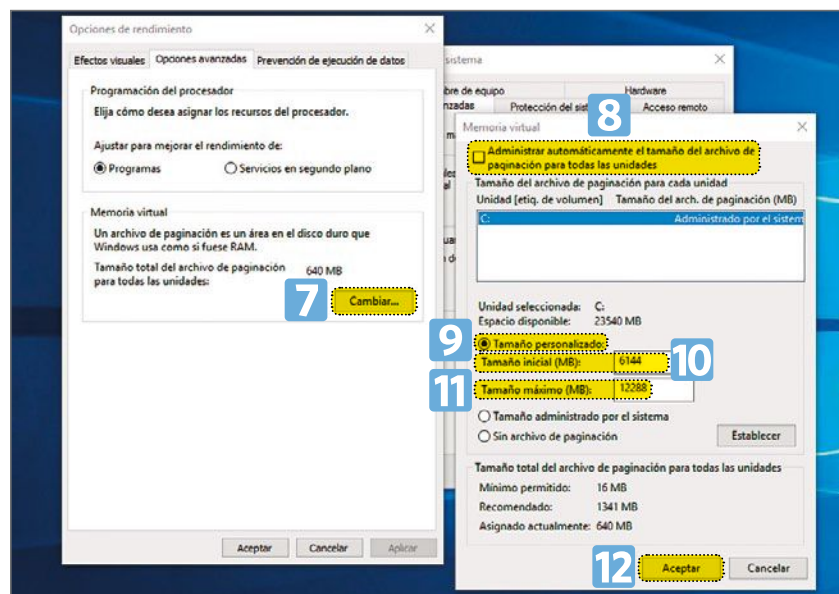 Opciones de rendimiento
Efectos visuales Opciones avanzadas Prevención de ejecución de datos
Programación del procesador
Elija cómo desea asignar los recursos del procesador.
Ajustar para mejorar el rendimiento de:
Programas Servicios en segundo plano
Memoria virtual
Un archivo de paginación es un área en el disco duro que
Windows usa como si fuese RAM.
Tamaño total del archivo de paginación 640 MB
para todas las unidades:
7 Cambiar...
Aceptar Cancelar Aplicar
sistema
bre de equipo Hardware
nzadas Protección del sist Acceso remoto
8
Memoria virtual
Administrar automáticamente el tamaño del archivo de
paginación para todas las unidades
Tamaño del archivo de paginación para cada unidad
Unidad [etiq. de volumen] Tamaño del arch. de paginación (MB)
C: Administrado por el sistem
Unidad seleccionada: C:
Espacio disponible: 23540 MB
9 Tamaño personalizado:
Tamaño inicial (MB): 6144 10
11 Tamaño máximo (MB): 12288
Tamaño administrado por el sistema
Sin archivo de paginación Establecer
Tamaño total del archivo de paginación para todas las unidades
Mínimo permitido: 16 MB
Recomendado: 1341 MB
Asignado actualmente: 640 MB
12 Aceptar Cancelar